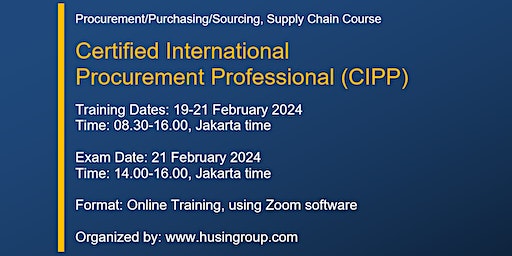 Procurement/Purchasing/Sourcing, Supply Chain Course
Certified International
Procurement Professional (CIPP)
Training Dates: 19-21 February 2024
Time: 08.30-16.00, Jakarta time
Exam Date: 21 February 2024
Time: 14.00-16.00, Jakarta time
Format: Online Training, using Zoom software
Organized by: www.husingroup.com